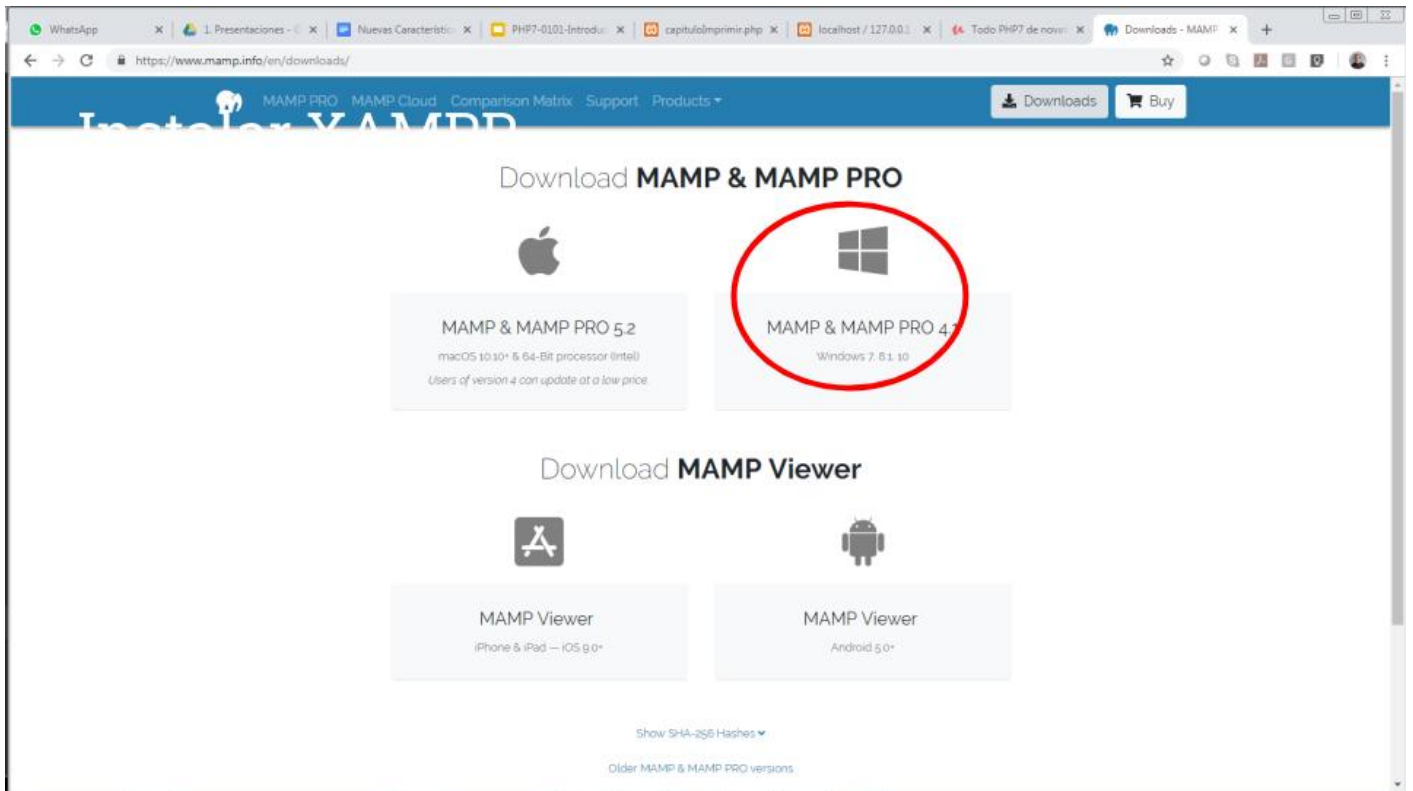 WhatsApp
1. Presentaciones - C
Nuevas Característic
PHP7-0101-Introduc
capituloImprimir.php
localhost / 127.0.0.1
Todo PHP7 de noved
Downloads - MAMP
https://www.mamp.info/en/downloads/
MAMP PRO MAMP Cloud Comparison Matrix Support Products
Downloads
Buy
Instalar XAMPP
Download MAMP & MAMP PRO
MAMP & MAMP PRO 5.2
macOS 10.10+ & 64-Bit processor (Intel)
Users of version 4 can update at a low price.
MAMP & MAMP PRO 4.1
Windows 7, 8.1, 10
Download MAMP Viewer
MAMP Viewer
iPhone & iPad — iOS 9.0+
MAMP Viewer
Android 5.0+
Show SHA-256 Hashes
Older MAMP & MAMP PRO versions